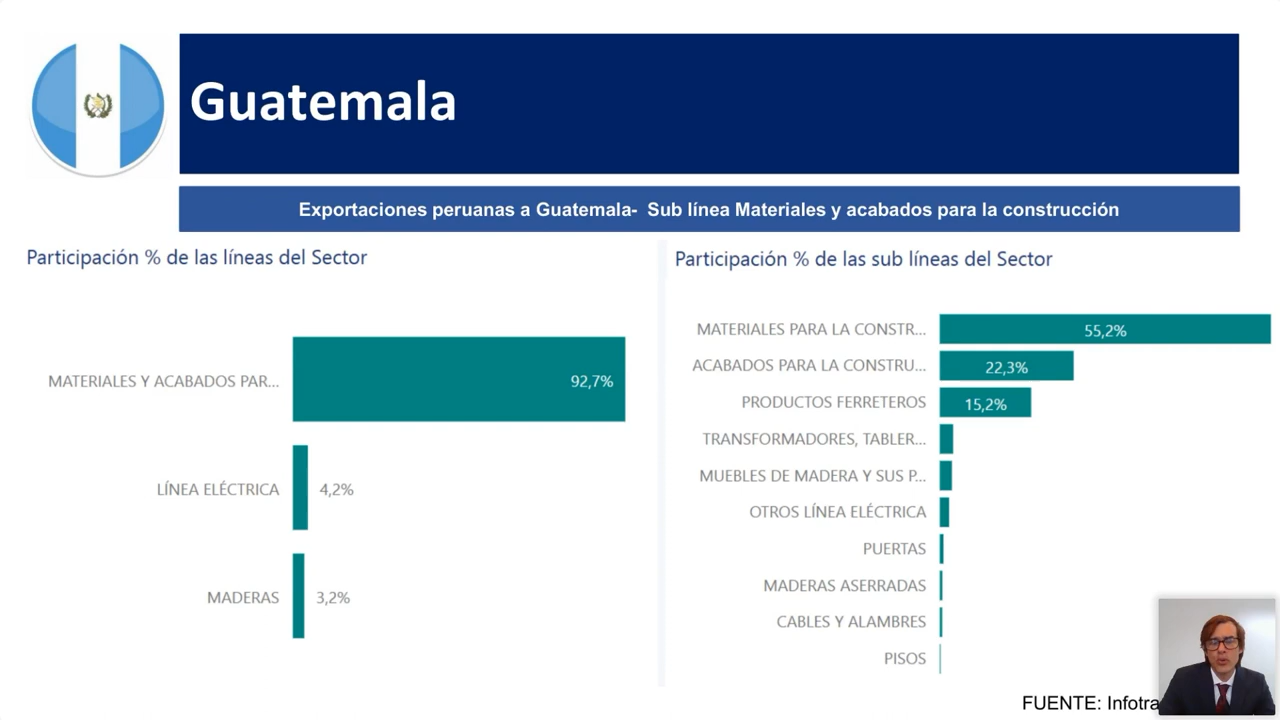 Guatemala
Exportaciones peruanas a Guatemala- Sub línea Materiales y acabados para la construcción
Participación % de las líneas del Sector
MATERIALES Y ACABADOS PAR...
92,7%
LÍNEA ELÉCTRICA
4,2%
MADERAS
3,2%
Participación % de las sub líneas del Sector
MATERIALES PARA LA CONSTR...
55,2%
ACABADOS PARA LA CONSTRU...
22,3%
PRODUCTOS FERRETEROS
15,2%
TRANSFORMADORES, TABLER...
MUEBLES DE MADERA Y SUS P...
OTROS LÍNEA ELÉCTRICA
PUERTAS
MADERAS ASERRADAS
CABLES Y ALAMBRES
PISOS
FUENTE: Infotra